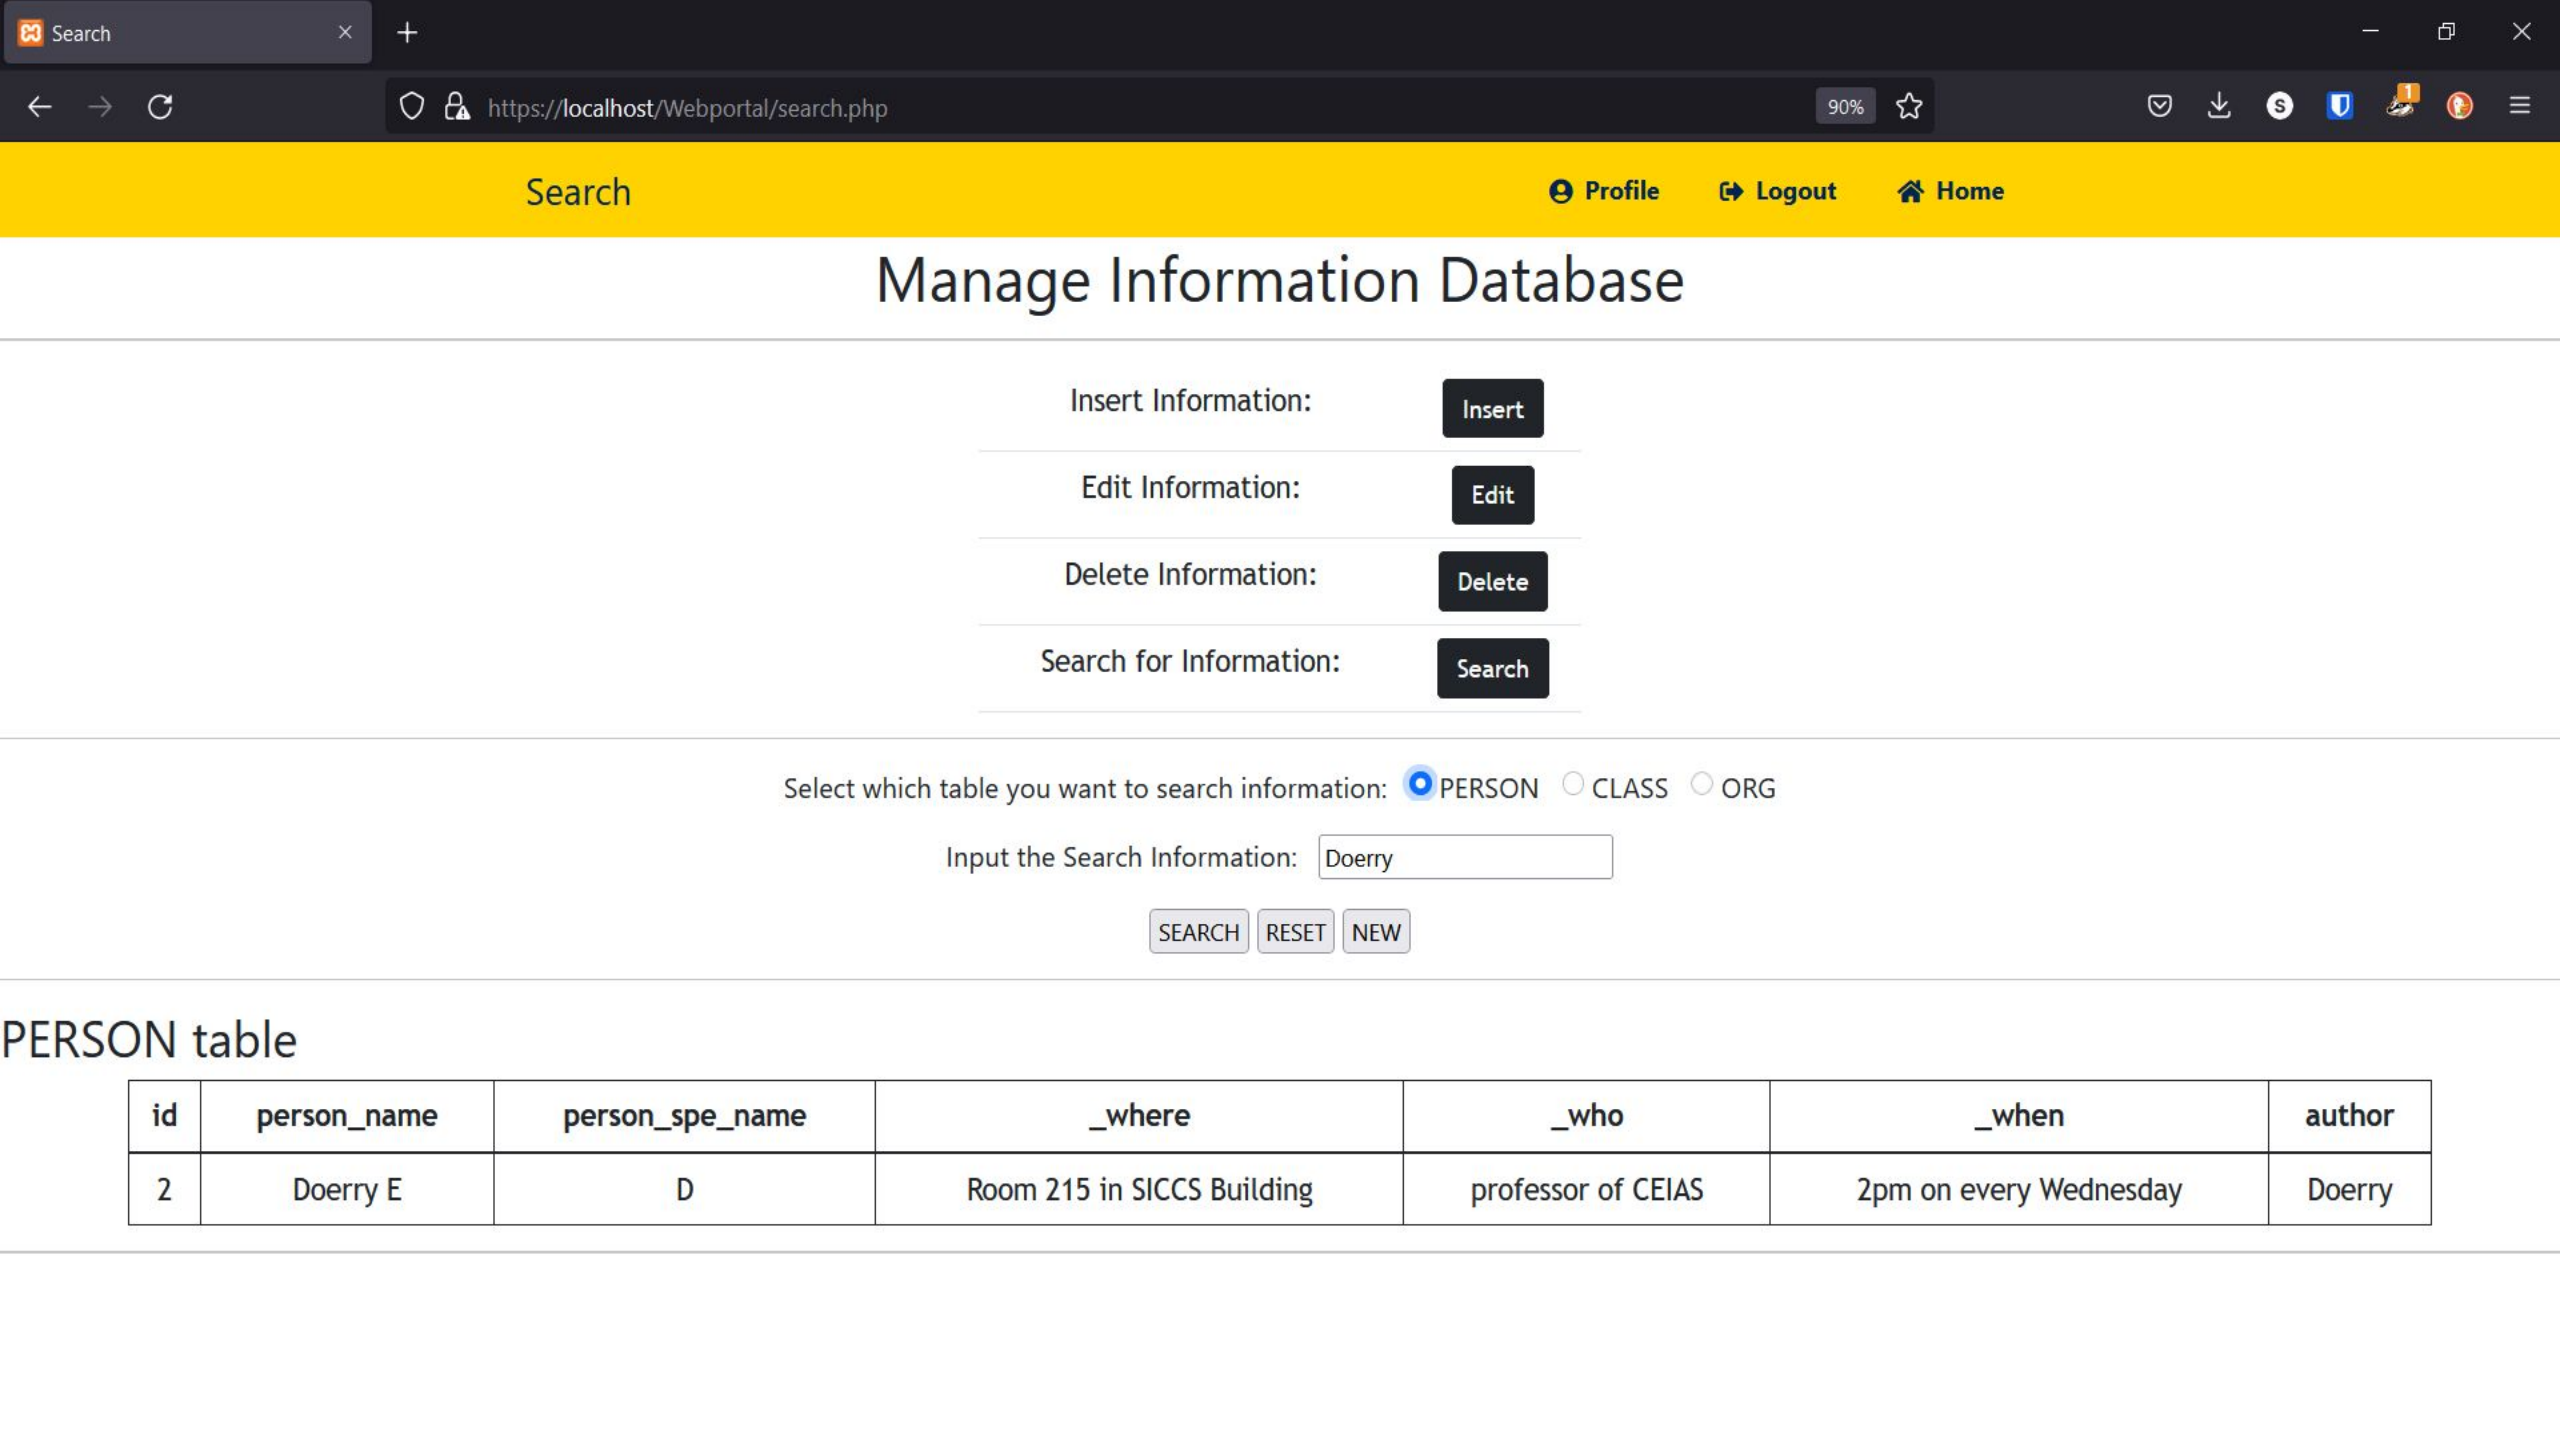 Search
https://localhost/Webportal/search.php 90% S 1
Search Profile Logout Home
Manage Information Database
Insert Information: Insert
Edit Information: Edit
Delete Information: Delete
Search for Information: Search
Select which table you want to search information: PERSON CLASS ORG
Input the Search Information: Doerry
SEARCH RESET NEW
PERSON table
id person_name person_spe_name _where _who _when author
2 Doerry E D Room 215 in SICCS Building professor of CEIAS 2pm on every Wednesday Doerry